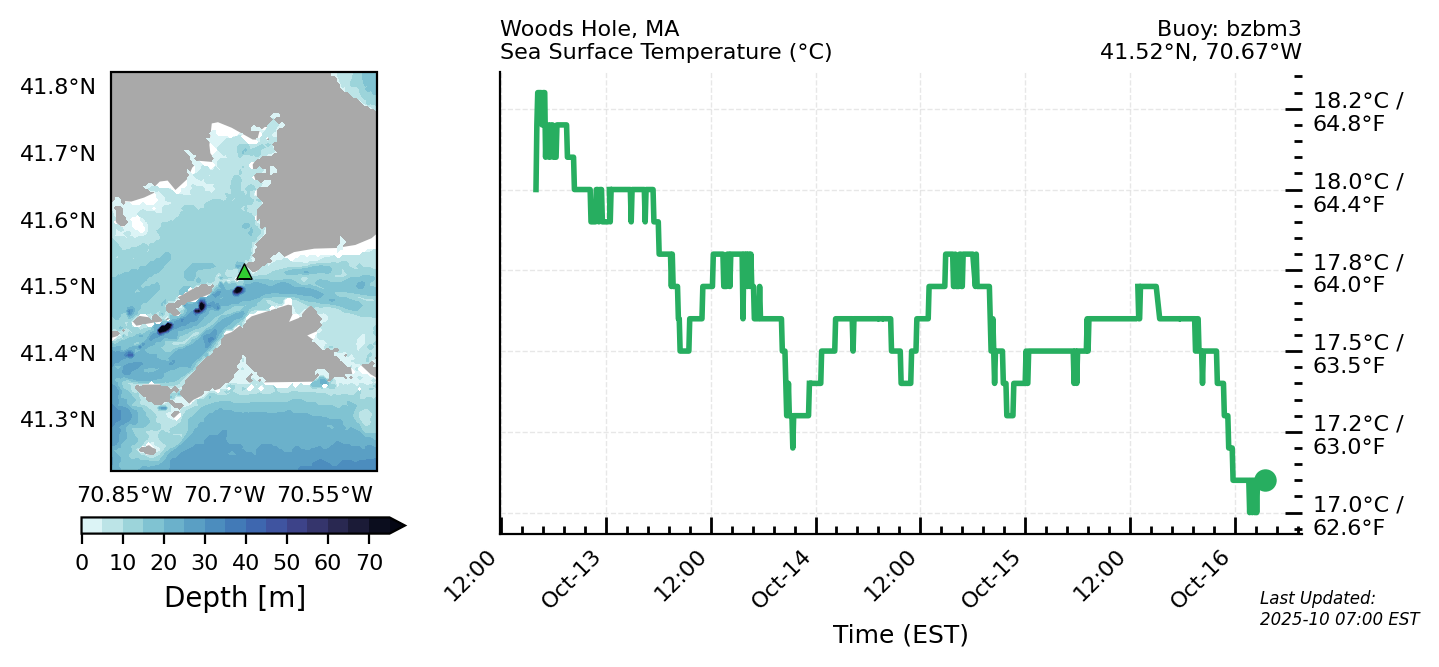 Woods Hole, MA
Sea Surface Temperature (°C)
Buoy: bzbm3
41.52°N, 70.67°W
41.8°N
41.7°N
41.6°N
41.5°N
41.4°N
41.3°N
70.85°W 70.7°W 70.55°W
0 10 20 30 40 50 60 70
Depth [m]
18.2°C /
64.8°F
18.0°C /
64.4°F
17.8°C /
64.0°F
17.5°C /
63.5°F
17.2°C /
63.0°F
17.0°C /
62.6°F
12:00 Oct-13 12:00 Oct-14 12:00 Oct-15 12:00 Oct-16
Time (EST)
Last Updated:
2025-10 07:00 EST